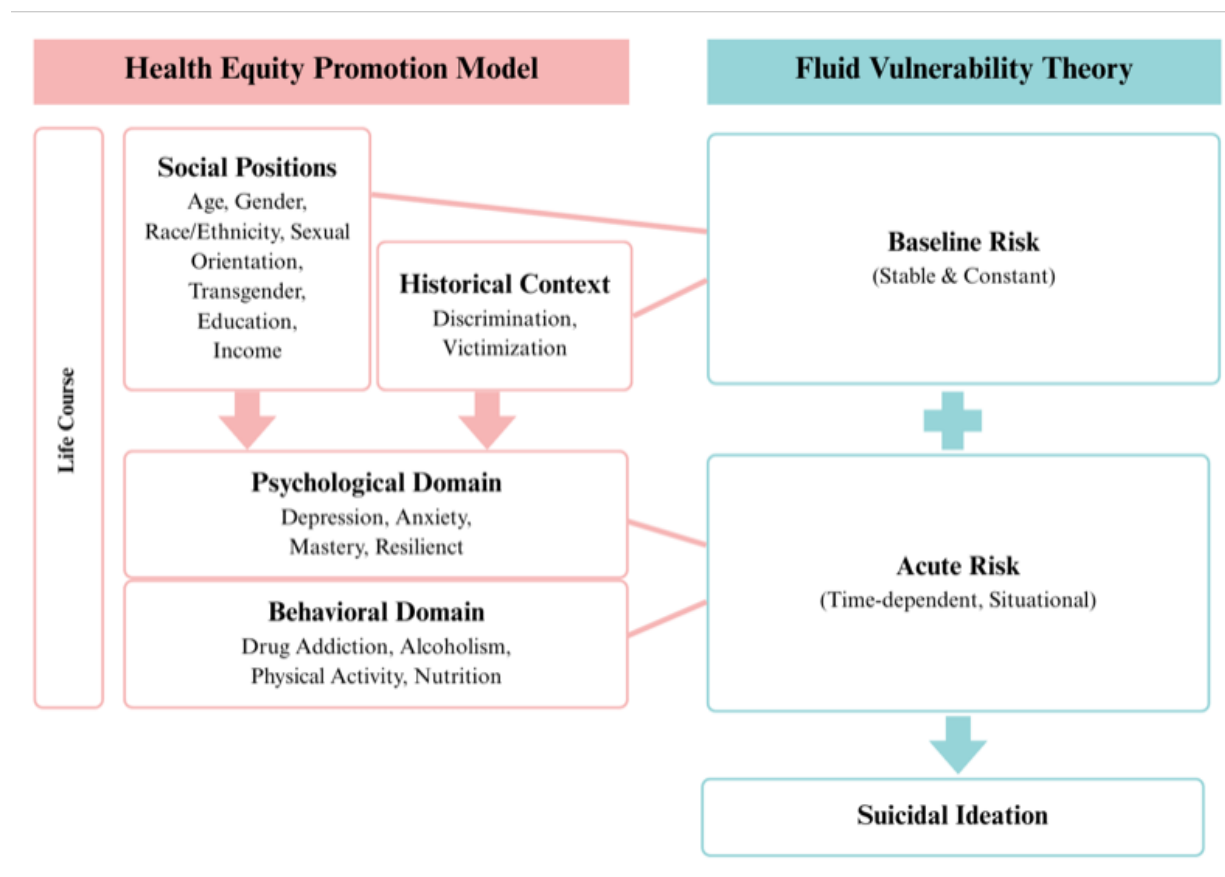 Health Equity Promotion Model
Fluid Vulnerability Theory
Life Course
Social Positions
Age, Gender,
Race/Ethnicity, Sexual
Orientation,
Transgender,
Education,
Income
Historical Context
Discrimination,
Victimization
Psychological Domain
Depression, Anxiety,
Mastery, Resilienct
Behavioral Domain
Drug Addiction, Alcoholism,
Physical Activity, Nutrition
Baseline Risk
(Stable & Constant)
Acute Risk
(Time-dependent, Situational)
Suicidal Ideation